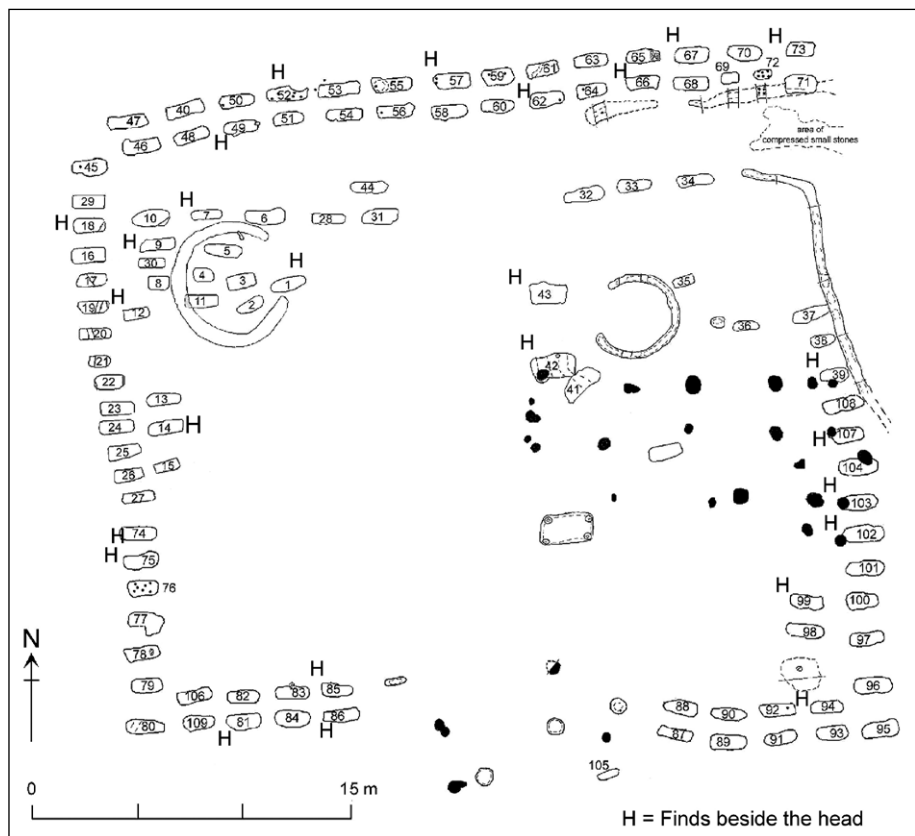 H H H
67 70 73
65
H 63 72
57 59 61 69
H 66 68 71
52 53 55 H 64
62
47 40 50 60
46 48 49 51 54 56 58
H
area of
compressed small stones
45
44 32 33 34
29
H 18 10 H 7 6 28 31
H 9
16 30 5 H
17 8 4 3 1 H 43 35
H 11 2
19 12 37
36
20 38
H
21 42 H
22 41 39
13
23 108
24 14 H H 107
25
26 15 104
27 H 103
H
74 H 102
H 75
76 101
H 99 100
77
98 97
N
78
79 H 96
106 82 83 85 H
88 90 92 94
80 109 81 84 86
H H 87 89 91 93 95
105
0 15 m
H = Finds beside the head